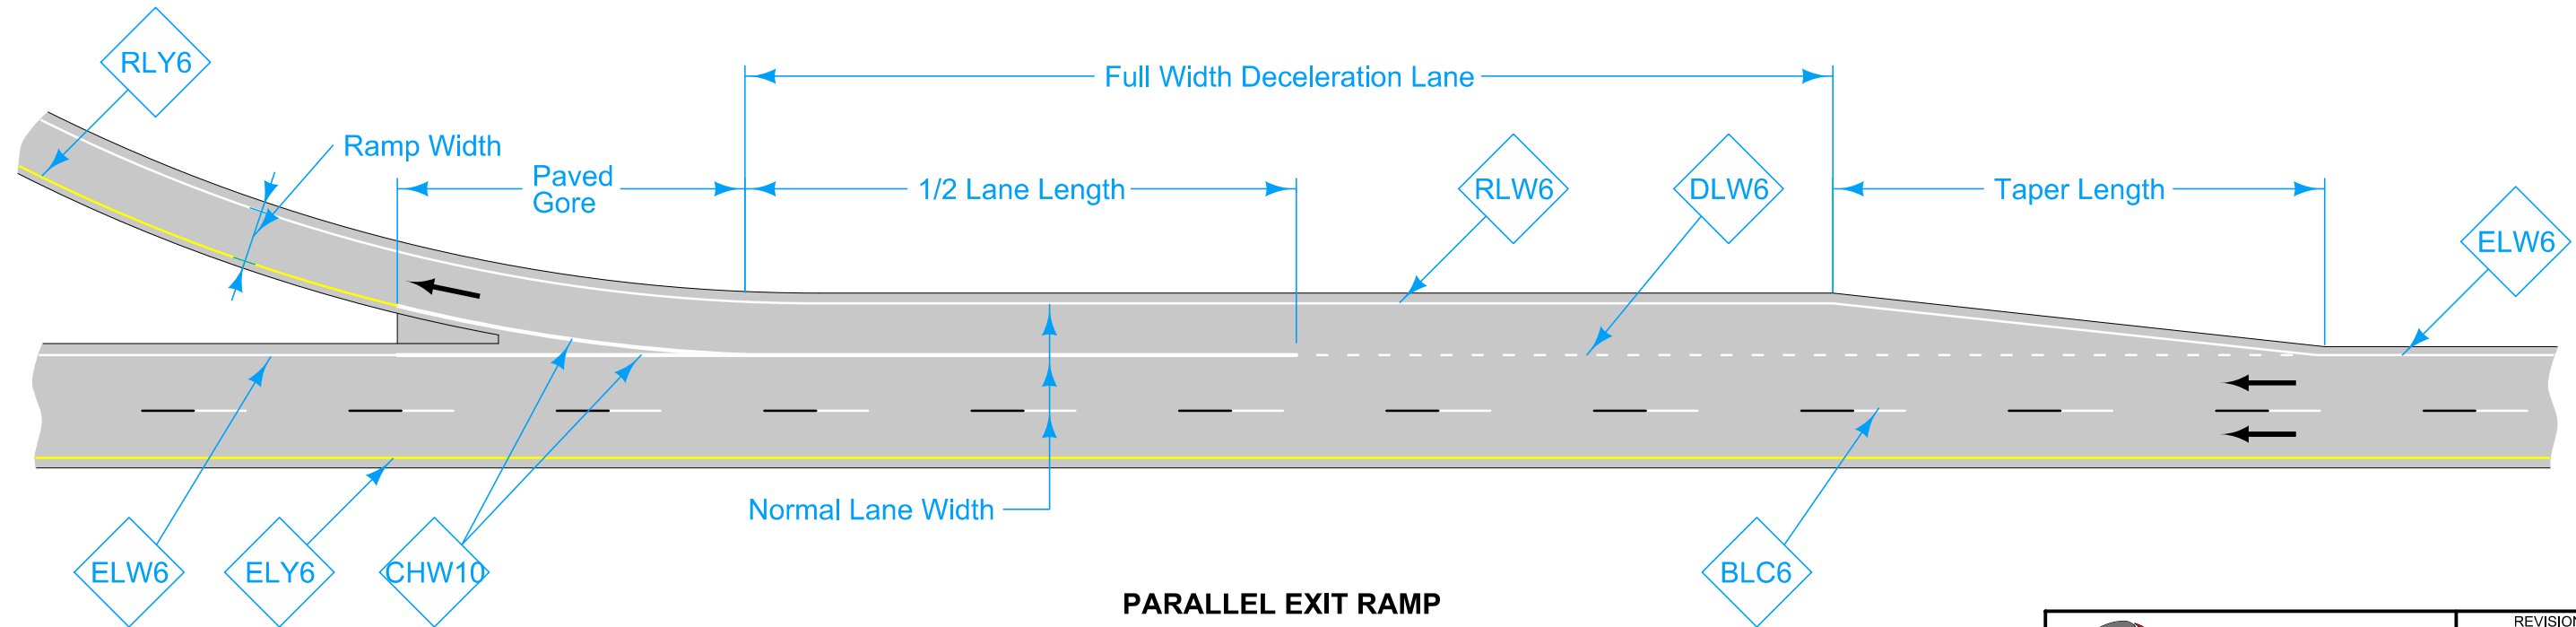 RLY6
Full Width Deceleration Lane
Ramp Width
Paved
Gore
1/2 Lane Length
RLW6
DLW6
Taper Length
ELW6
Normal Lane Width
ELW6
ELY6
CHW10
BLC6
PARALLEL EXIT RAMP